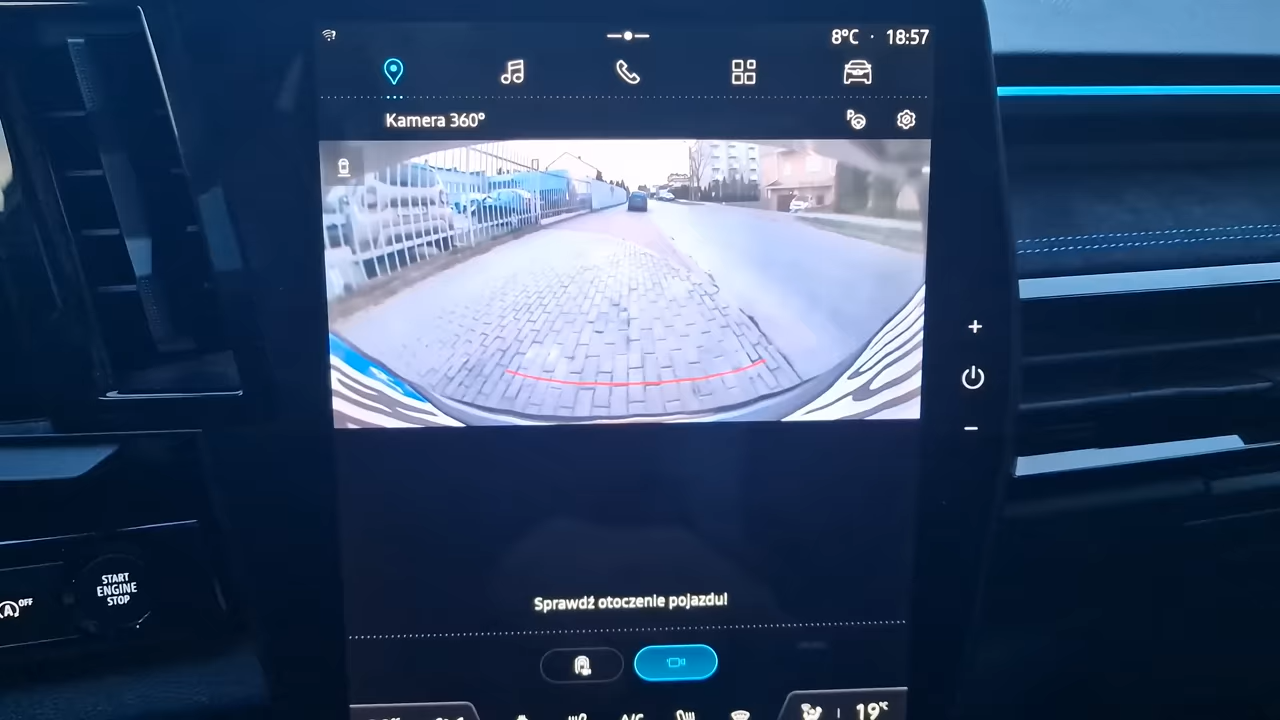 8°C · 18:57
Kamera 360°
P
+
-
Sprawdź otoczenie pojazdu!
START
ENGINE
STOP
A OFF
A/C
19°C